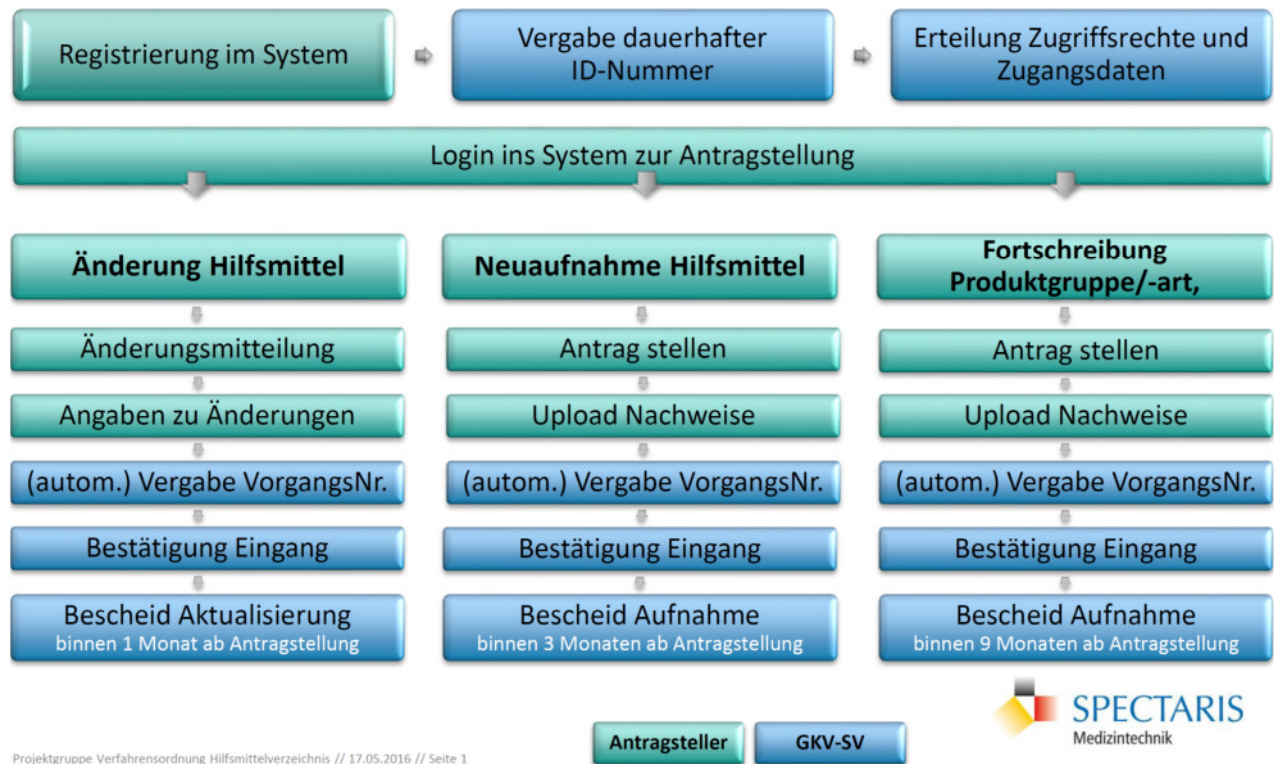 Registrierung im System
Vergabe dauerhafter
ID-Nummer
Erteilung Zugriffsrechte und
Zugangsdaten
Login ins System zur Antragstellung
Änderung Hilfsmittel
Änderungsmitteilung
Angaben zu Änderungen
(autom.) Vergabe VorgangsNr.
Bestätigung Eingang
Bescheid Aktualisierung
binnen 1 Monat ab Antragstellung
Neuaufnahme Hilfsmittel
Antrag stellen
Upload Nachweise
(autom.) Vergabe VorgangsNr.
Bestätigung Eingang
Bescheid Aufnahme
binnen 3 Monaten ab Antragstellung
Fortschreibung
Produktgruppe/-art,
Antrag stellen
Upload Nachweise
(autom.) Vergabe VorgangsNr.
Bestätigung Eingang
Bescheid Aufnahme
binnen 9 Monaten ab Antragstellung
SPECTARIS
Medizintechnik
Antragsteller
GKV-SV
Projektgruppe Verfahrensordnung Hilfsmittelverzeichnis // 17.05.2016 // Seite 1